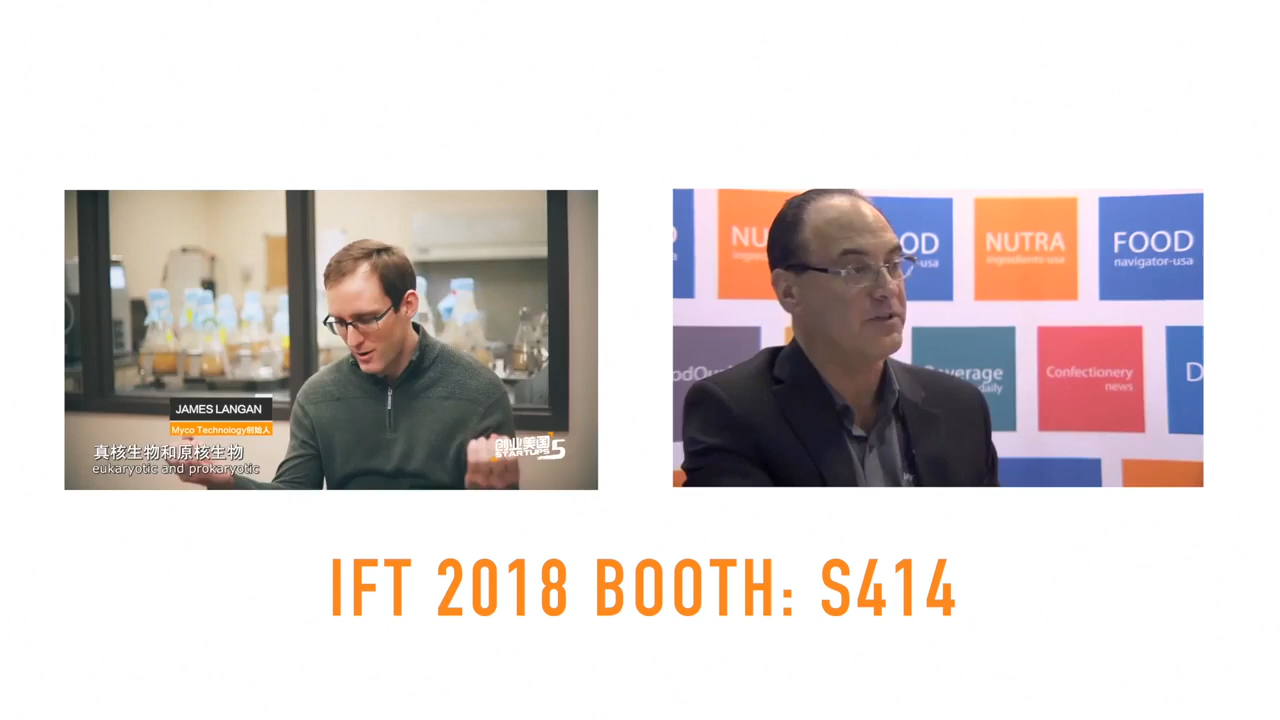 JAMES LANGAN
Myco Technology创始人
真核生物和原核生物
eukaryotic and prokaryotic
创业美国
STARTUPS 5
NU
OD
-usa
NUTRA
ingredients-usa
FOOD
navigator-usa
Beverage
daily
Confectionery
news
D
IFT 2018 BOOTH: S414